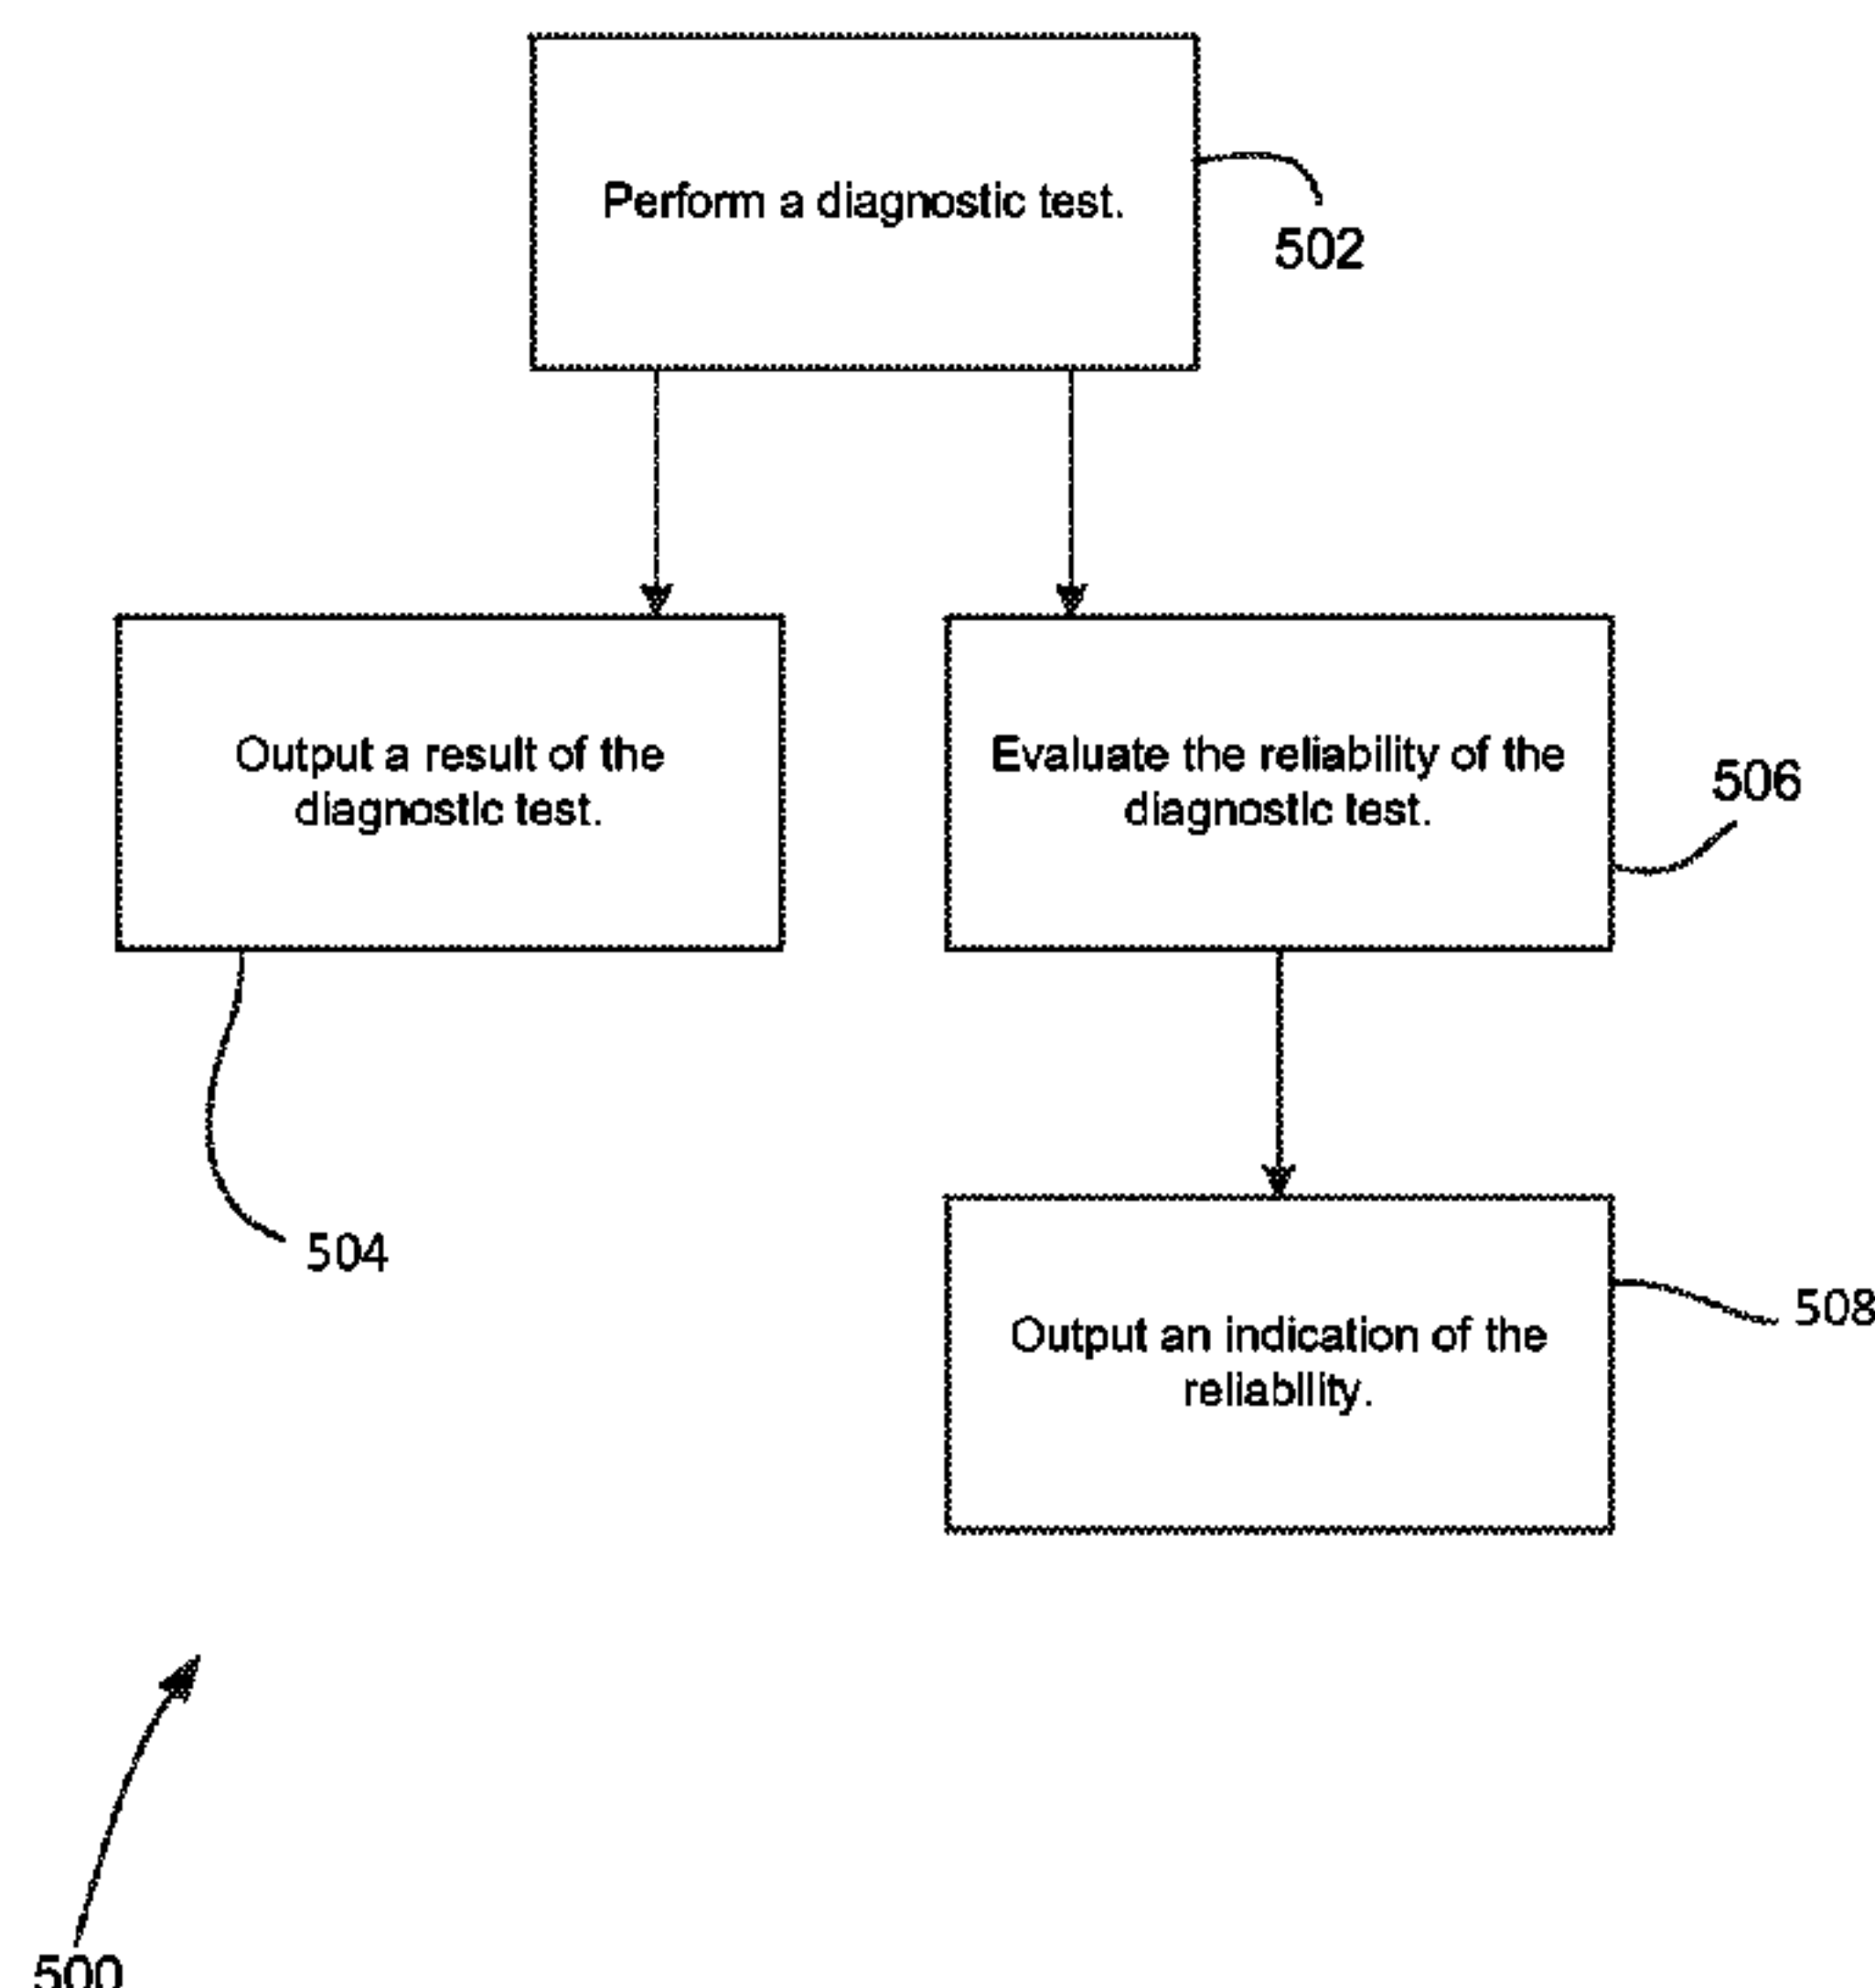 Perform a diagnostic test.
502
Output a result of the
diagnostic test.
Evaluate the reliability of the
diagnostic test.
506
504
Output an indication of the
reliability.
508
500